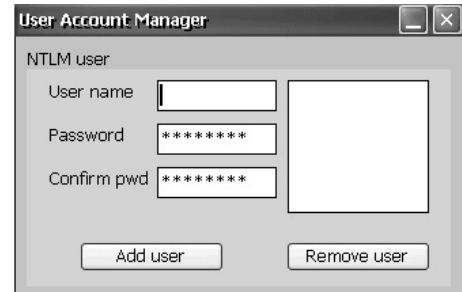 User Account Manager
NTLM user
User name
Password ********
Confirm pwd ********
Add user Remove user